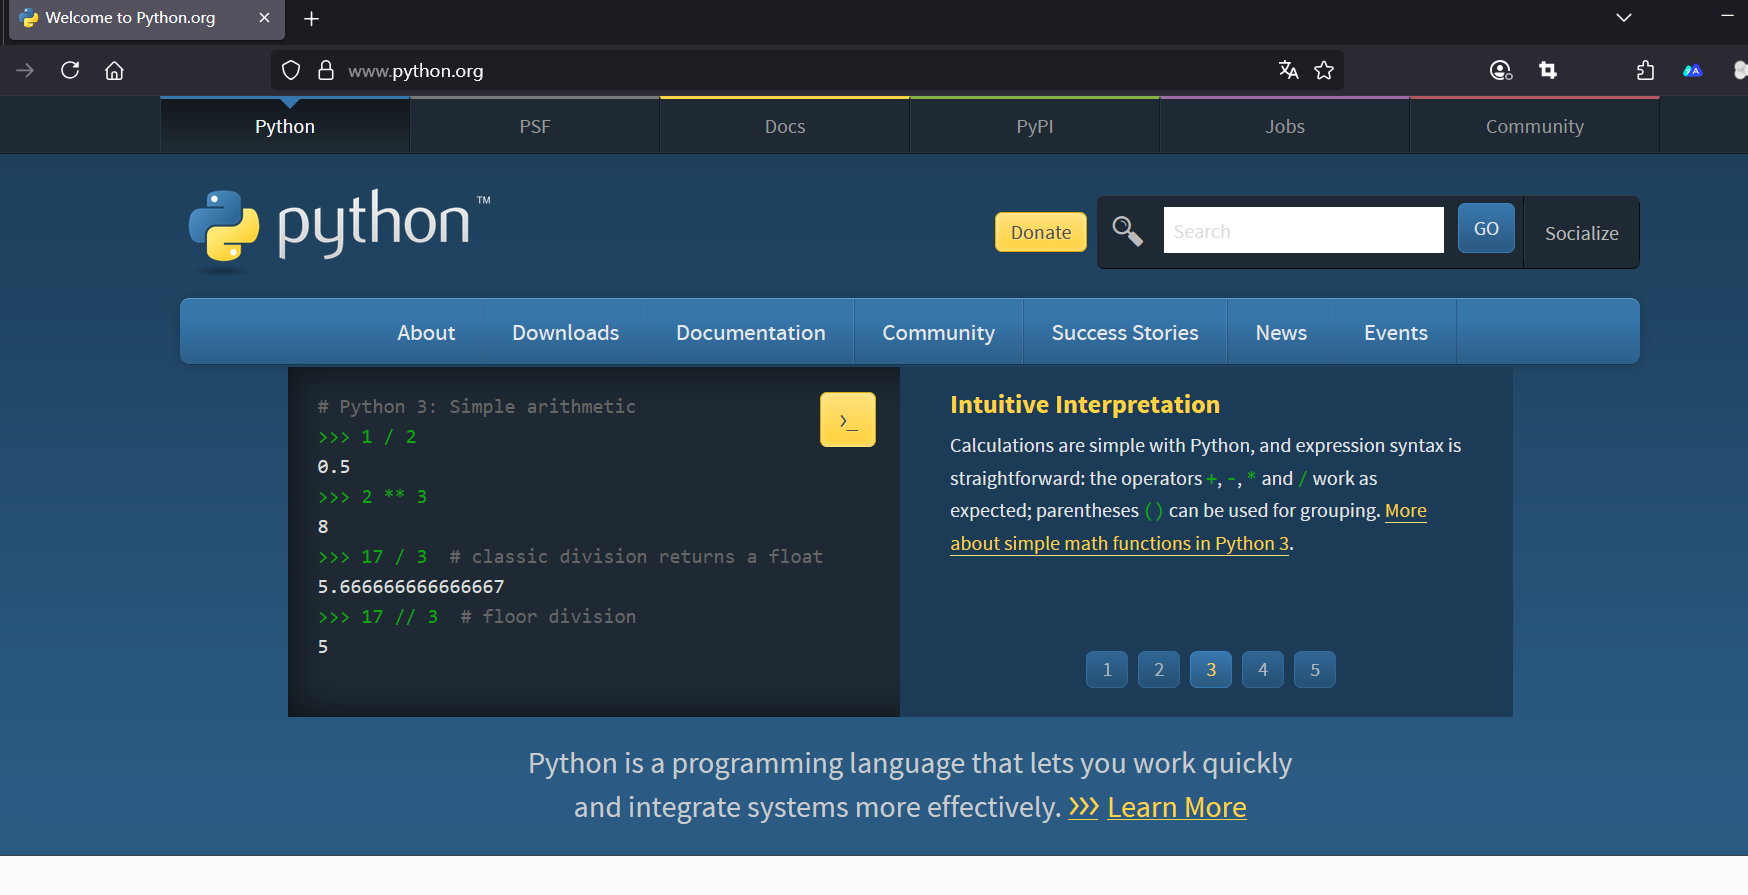 Welcome to Python.org
www.python.org
Python PSF Docs PyPI Jobs Community
python™
Donate
Search
GO
Socialize
About Downloads Documentation Community Success Stories News Events
# Python 3: Simple arithmetic
>>> 1 / 2
0.5
>>> 2 ** 3
8
>>> 17 / 3  # classic division returns a float
5.666666666666667
>>> 17 // 3  # floor division
5
>_
Intuitive Interpretation
Calculations are simple with Python, and expression syntax is
straightforward: the operators +, -, * and / work as
expected; parentheses () can be used for grouping. More
about simple math functions in Python 3.
1 2 3 4 5
Python is a programming language that lets you work quickly
and integrate systems more effectively. >>> Learn More